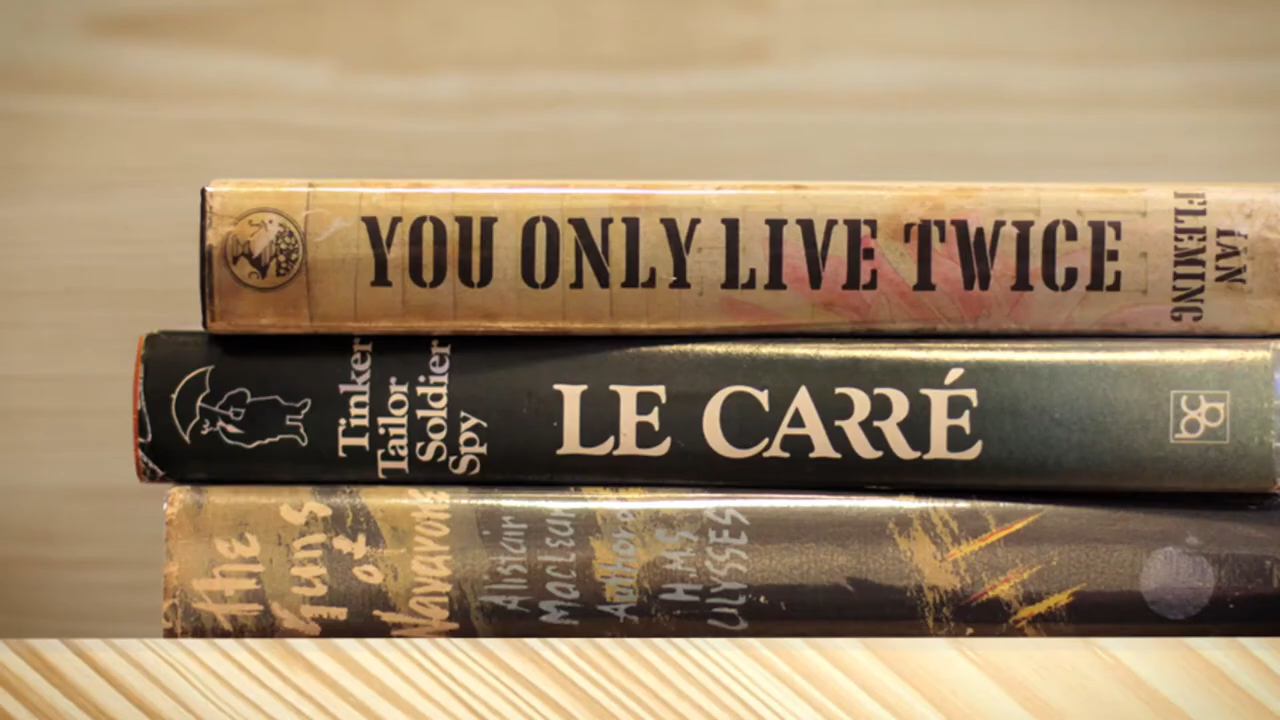 YOU ONLY LIVE TWICE
IAN
FLEMING
Tinker
Tailor
Soldier
Spy
LE CARRÉ
The
Guns
of
Navarone
Alistair
MacLean
Author of
H.M.S
ULYSSES